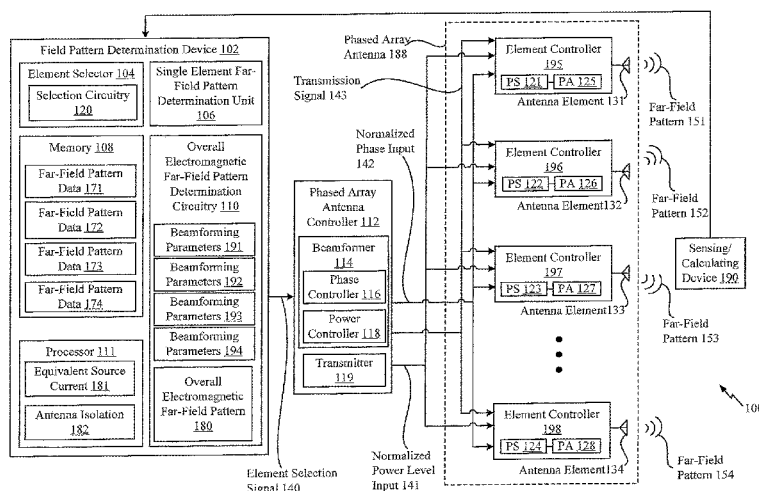 Field Pattern Determination Device 102
Element Selector 104
Selection Circuitry
120
Single Element Far-
Field Pattern
Determination Unit
106
Memory 108
Far-Field Pattern
Data 171
Far-Field Pattern
Data 172
Far-Field Pattern
Data 173
Far-Field Pattern
Data 174
Overall
Electromagnetic
Far-Field Pattern
Determination
Circuitry 110
Beamforming
Parameters 191
Beamforming
Parameters 192
Beamforming
Parameters 193
Beamforming
Parameters 194
Overall
Electromagnetic
Far-Field Pattern
180
Processor 111
Equivalent Source
Current 181
Antenna Isolation
182
Element Selection
Signal 140
Phased Array
Antenna
Controller 112
Beamformer
114
Phase
Controller 116
Power
Controller 118
Transmitter
119
Normalized
Power Level
Input 141
Phased Array
Antenna 188
Transmission
Signal 143
Normalized
Phase Input
142
Element Controller
195
PS 121
PA 125
Antenna Element 131
Far-Field
Pattern 151
Element Controller
196
PS 122
PA 126
Antenna Element132
Far-Field
Pattern 152
Element Controller
197
PS 123
PA 127
Antenna Element133
Far-Field
Pattern 153
Element Controller
198
PS 124
PA 128
Antenna Element134
Far-Field
Pattern 154
Sensing/
Calculating
Device 190
100